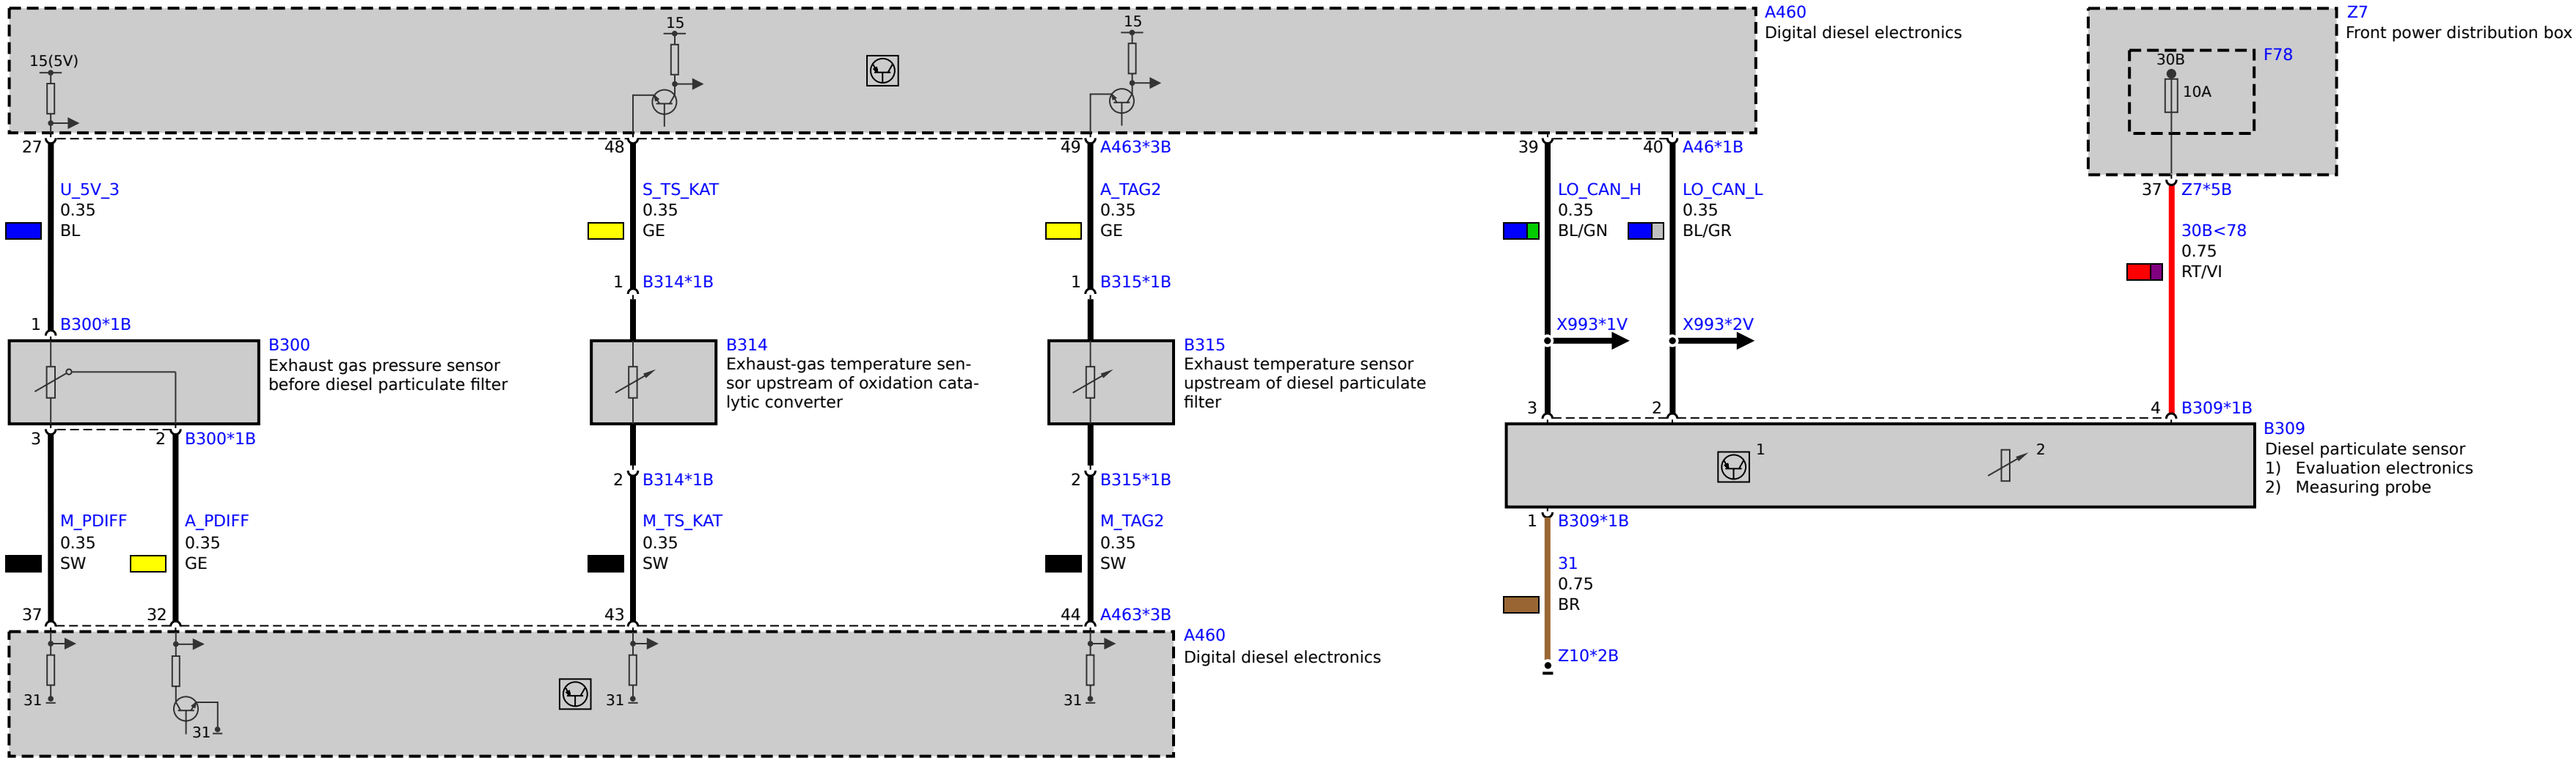 A460
Digital diesel electronics
Z7
Front power distribution box
15
15
15(5V)
F78
30B
10A
27
48
49
A463*3B
39
40
A46*1B
37
Z7*5B
U_5V_3
0.35
BL
S_TS_KAT
0.35
GE
A_TAG2
0.35
GE
LO_CAN_H
0.35
BL/GN
LO_CAN_L
0.35
BL/GR
30B<78
0.75
RT/VI
1
B314*1B
1
B315*1B
1
B300*1B
X993*1V
X993*2V
B300
Exhaust gas pressure sensor
before diesel particulate filter
B314
Exhaust-gas temperature sen-
sor upstream of oxidation cata-
lytic converter
B315
Exhaust temperature sensor
upstream of diesel particulate
filter
3
2
4
B309*1B
B309
Diesel particulate sensor
1) Evaluation electronics
2) Measuring probe
1
2
3
2
B300*1B
2
B314*1B
2
B315*1B
1
B309*1B
M_PDIFF
0.35
SW
A_PDIFF
0.35
GE
M_TS_KAT
0.35
SW
M_TAG2
0.35
SW
31
0.75
BR
37
32
43
44
A463*3B
A460
Digital diesel electronics
Z10*2B
31
31
31
31